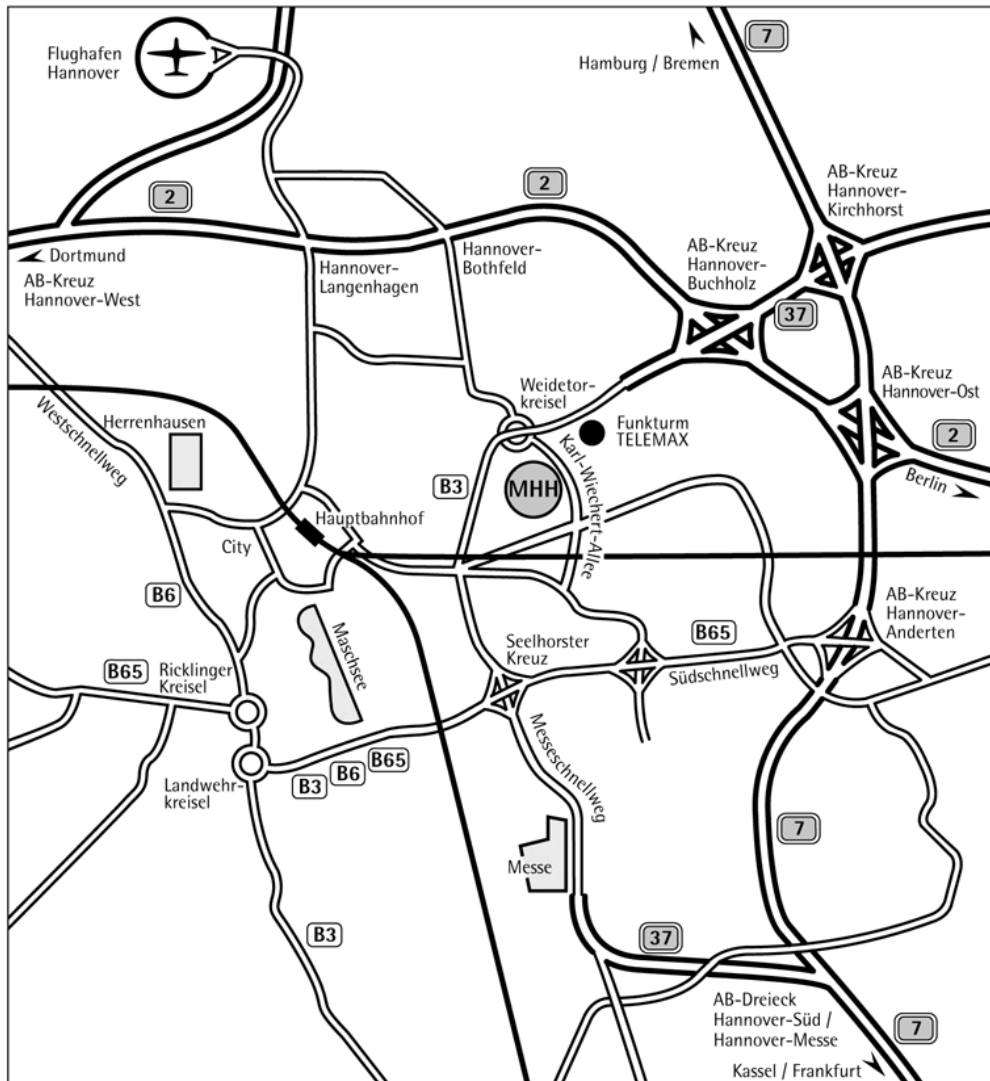 Flughafen
Hannover
7
Hamburg / Bremen
2
2
AB-Kreuz
Hannover-
Kirchhorst
Dortmund
AB-Kreuz
Hannover-West
Hannover-
Langenhagen
Hannover-
Bothfeld
AB-Kreuz
Hannover-
Buchholz
37
Weidetor-
kreisel
AB-Kreuz
Hannover-Ost
Westschnellweg
Herrenhausen
Funkturm
TELEMAX
2
Berlin
B3
MHH
Karl-Wiechert-Allee
Hauptbahnhof
City
B6
AB-Kreuz
Hannover-
Anderten
Maschsee
Seelhorster
Kreuz
B65
Südschnellweg
B65
Ricklinger
Kreisel
Landwehr-
kreisel
B3
B6
B65
Messeschnellweg
7
Messe
B3
37
AB-Dreieck
Hannover-Süd /
Hannover-Messe
7
Kassel / Frankfurt